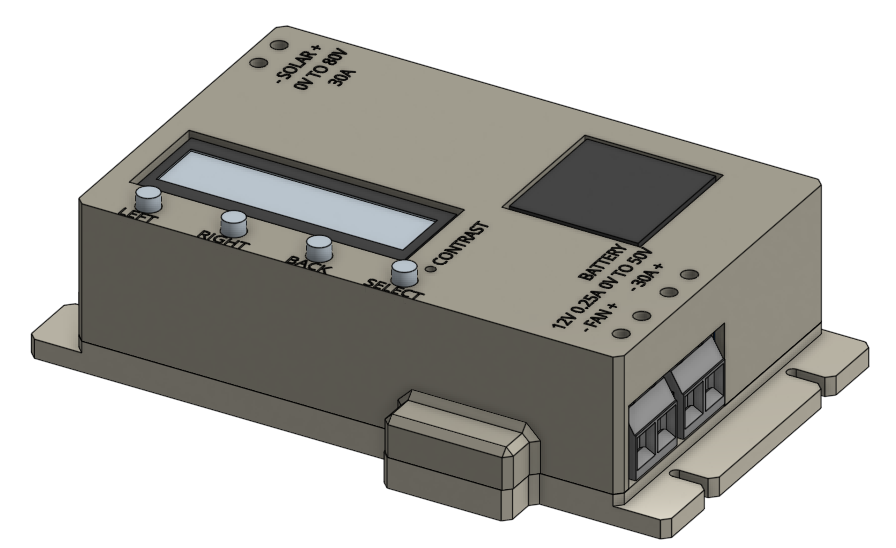 - SOLAR +
0V TO 80V
30A
LEFT
RIGHT
BACK
SELECT
CONTRAST
BATTERY
12V 0.25A 0V TO 50V
- FAN + - 30A +